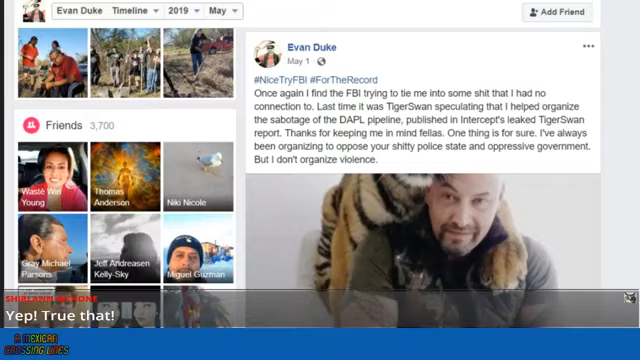 Evan Duke
Timeline
2019
May
Add Friend
Friends 3,700
Waste Win
Young
Thomas
Anderson
Niki Nicole
Gray Michael
Parsons
Jeff Andreasen
Kelly-Sky
Miguel Guzman
Evan Duke
May 1
#NiceTryFBI #ForTheRecord
Once again I find the FBI trying to tie me into some shit that I had no
connection to. Last time it was TigerSwan speculating that I helped organize
the sabotage of the DAPL pipeline, published in Intercept's leaked TigerSwan
report. Thanks for keeping me in mind fellas. One thing is for sure. I've always
been organizing to oppose your shitty police state and oppressive government.
But I don't organize violence.
Yep! True that!
A MEXICAN
CROSSING LINES